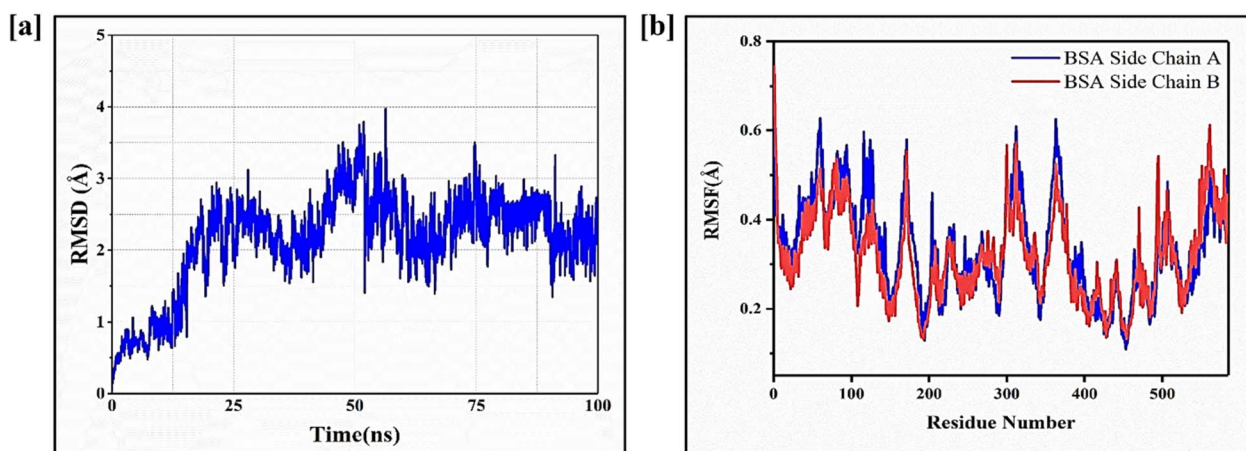 [a]
RMSD (Å)
5
4
3
2
1
0
0 25 50 75 100
Time(ns)
[b]
RMSF(Å)
0.8
0.6
0.4
0.2
BSA Side Chain A
BSA Side Chain B
0 100 200 300 400 500
Residue Number